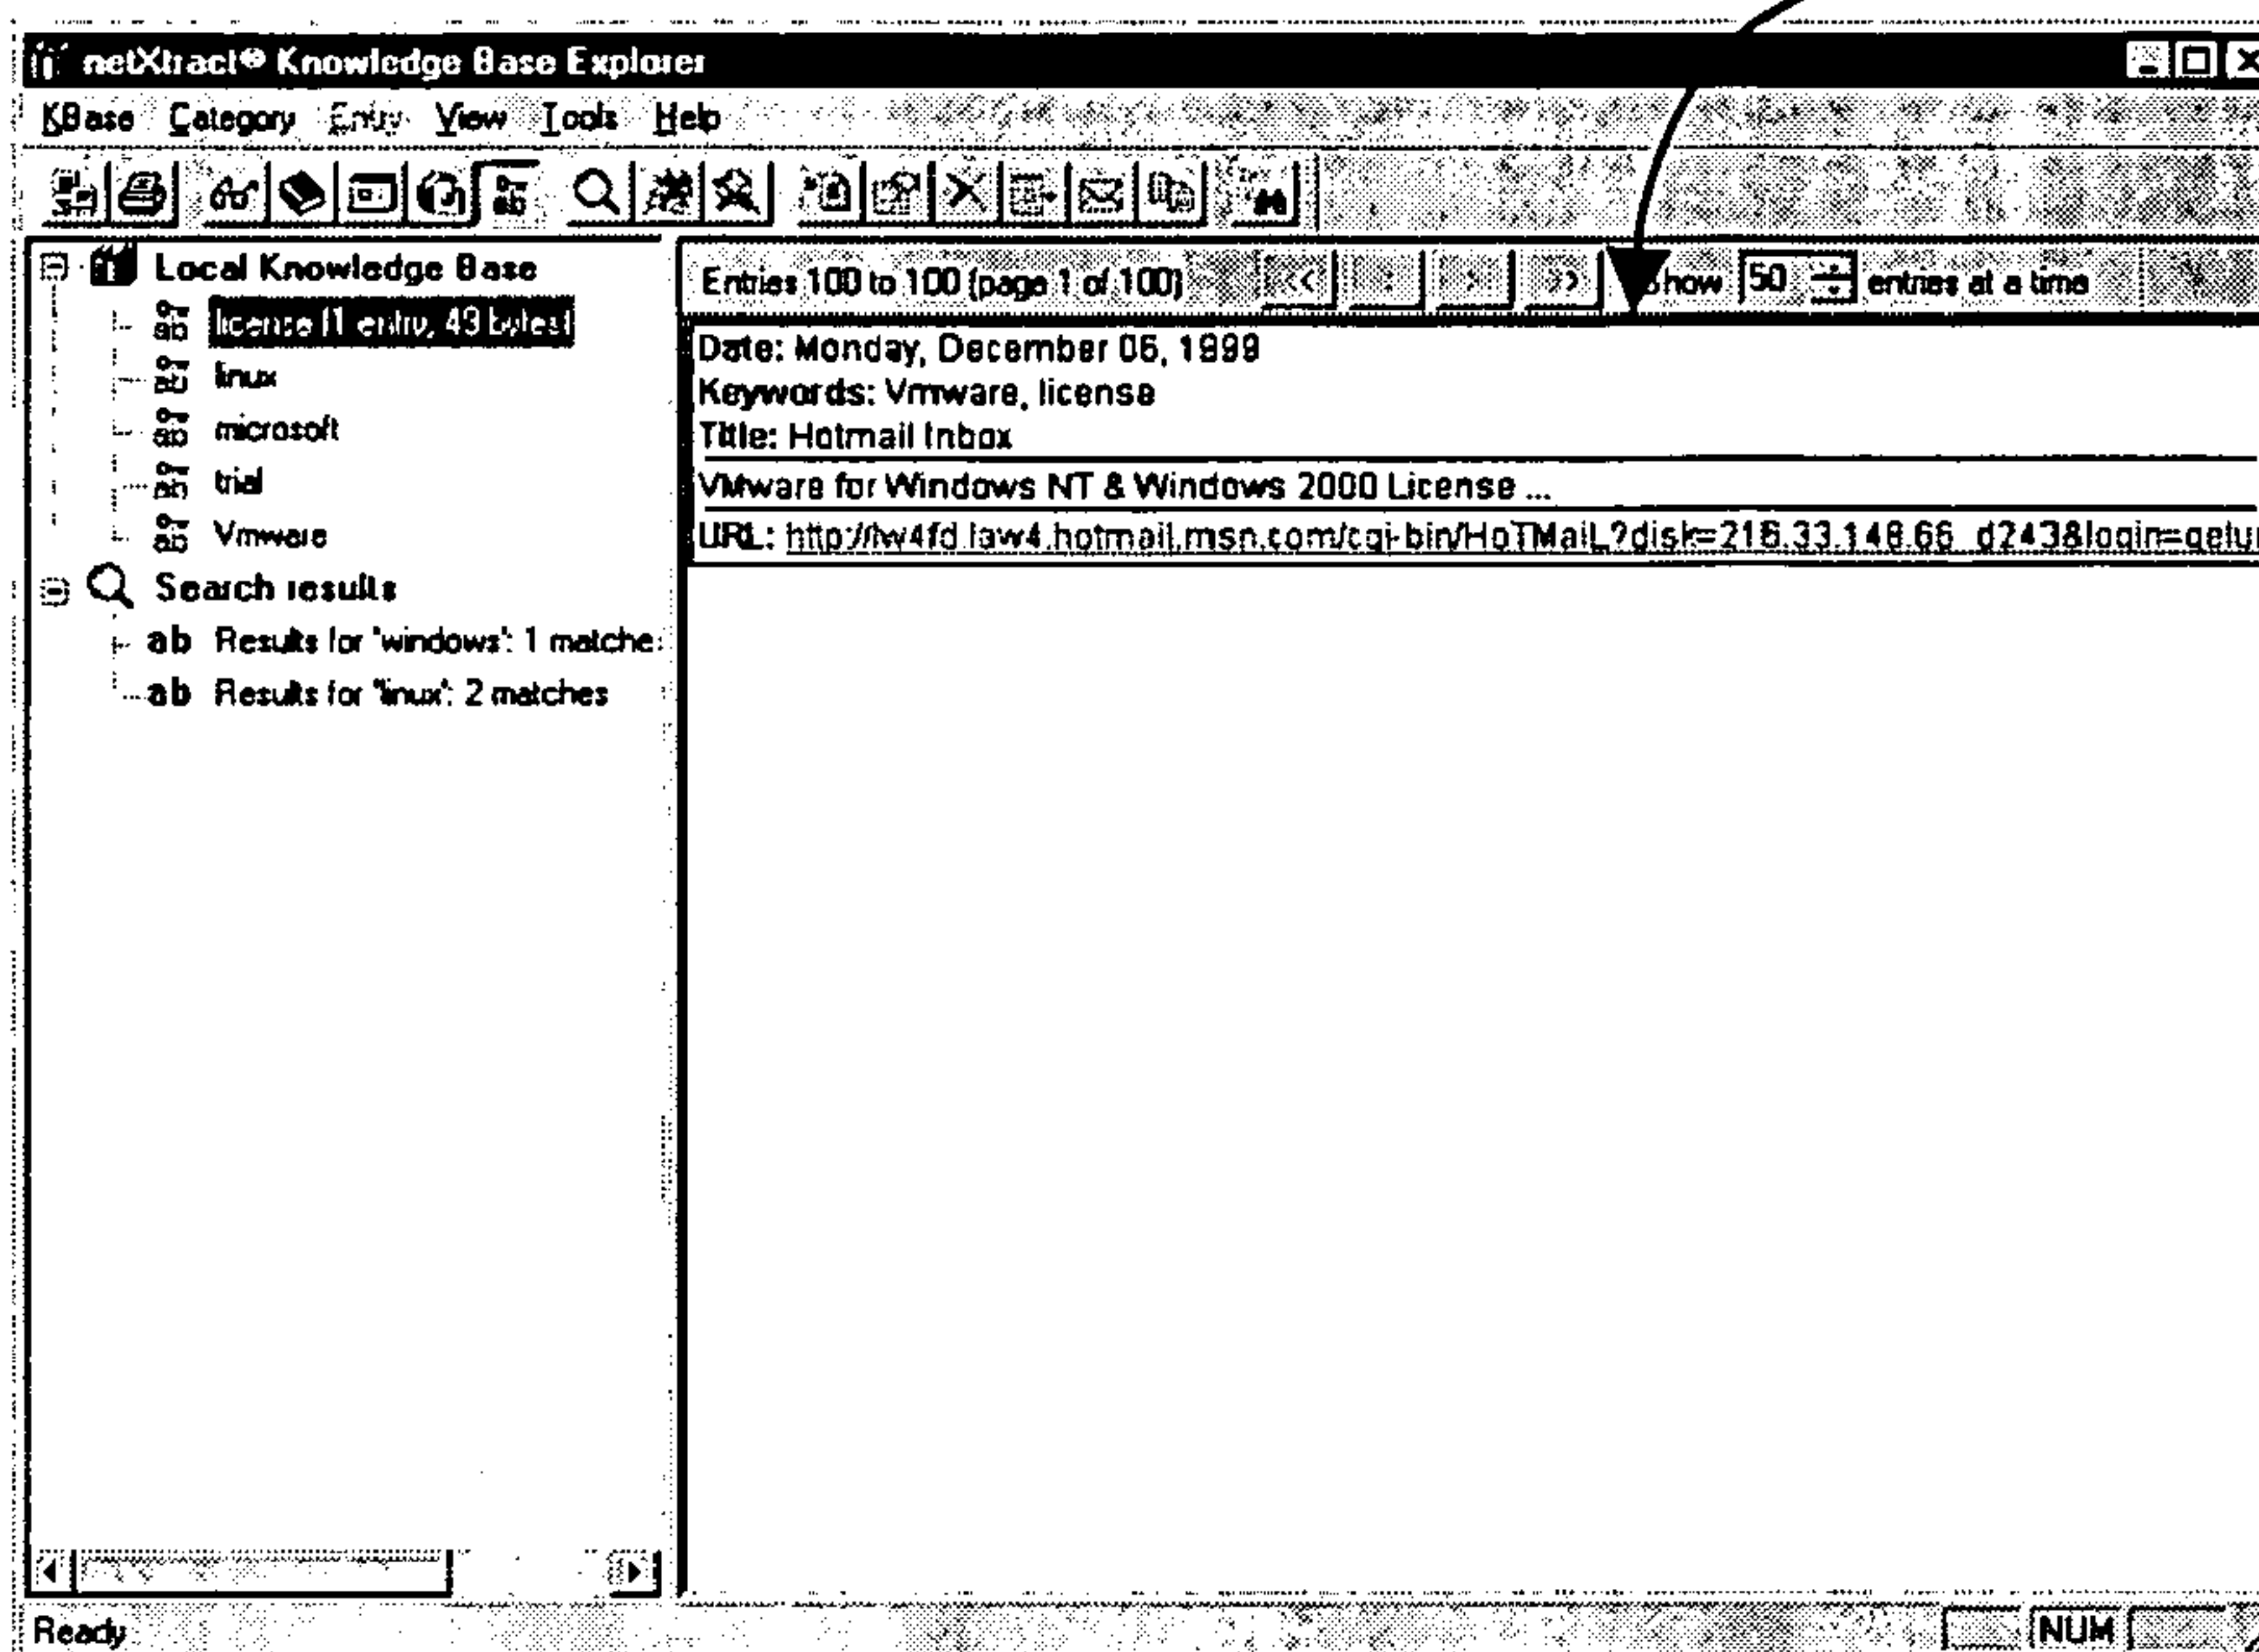 netXtract® Knowledge Base Explorer
KBase Category Entry View Tools Help
Local Knowledge Base
license (1 entry, 49 bytes)
linux
microsoft
trial
Vmware
Search results
ab Results for 'windows': 1 matche
ab Results for 'linux': 2 matches
Entries 100 to 100 (page 1 of 100) << < > >> how 50 entries at a time
Date: Monday, December 06, 1999
Keywords: Vmware, license
Title: Hotmail Inbox
VMware for Windows NT & Windows 2000 License ...
URL: http://lw4fd.law4.hotmail.msn.com/cgi-bin/HoTMaiL?disk=216.33.148.66_d243&login=getu
Ready
NUM